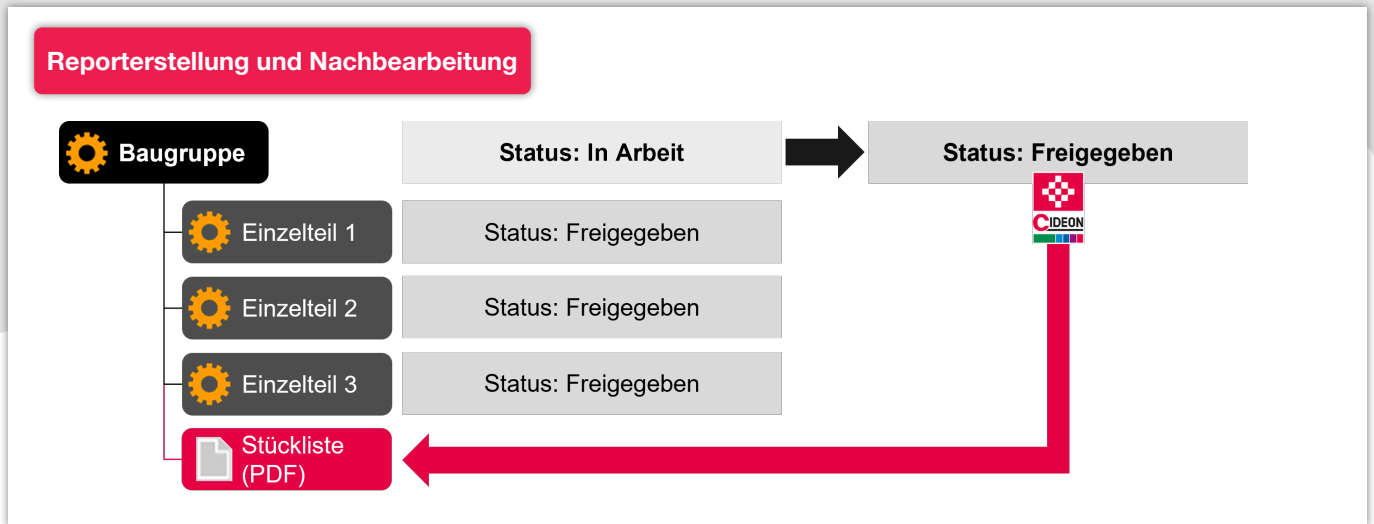 Reporterstellung und Nachbearbeitung
Baugruppe
Status: In Arbeit
Status: Freigegeben
CIDEON
Einzelteil 1
Status: Freigegeben
Einzelteil 2
Status: Freigegeben
Einzelteil 3
Status: Freigegeben
Stückliste
(PDF)